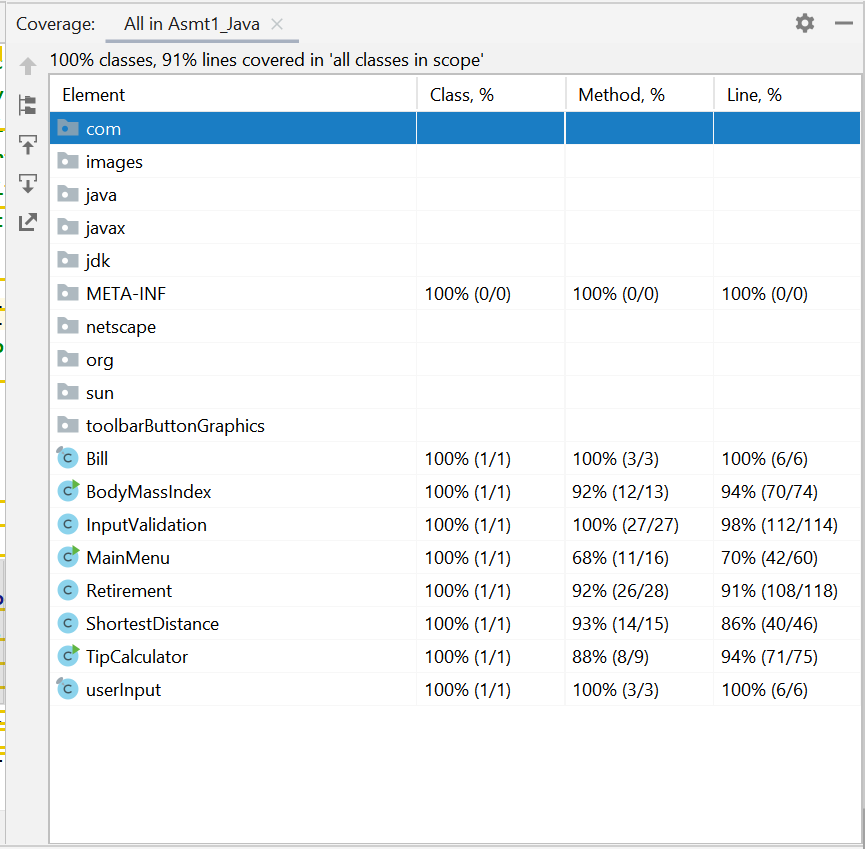 Coverage: All in Asmt1_Java
100% classes, 91% lines covered in 'all classes in scope'
Element Class, % Method, % Line, %
com
images
java
javax
jdk
META-INF 100% (0/0) 100% (0/0) 100% (0/0)
netscape
org
sun
toolbarButtonGraphics
Bill 100% (1/1) 100% (3/3) 100% (6/6)
BodyMassIndex 100% (1/1) 92% (12/13) 94% (70/74)
InputValidation 100% (1/1) 100% (27/27) 98% (112/114)
MainMenu 100% (1/1) 68% (11/16) 70% (42/60)
Retirement 100% (1/1) 92% (26/28) 91% (108/118)
ShortestDistance 100% (1/1) 93% (14/15) 86% (40/46)
TipCalculator 100% (1/1) 88% (8/9) 94% (71/75)
userInput 100% (1/1) 100% (3/3) 100% (6/6)